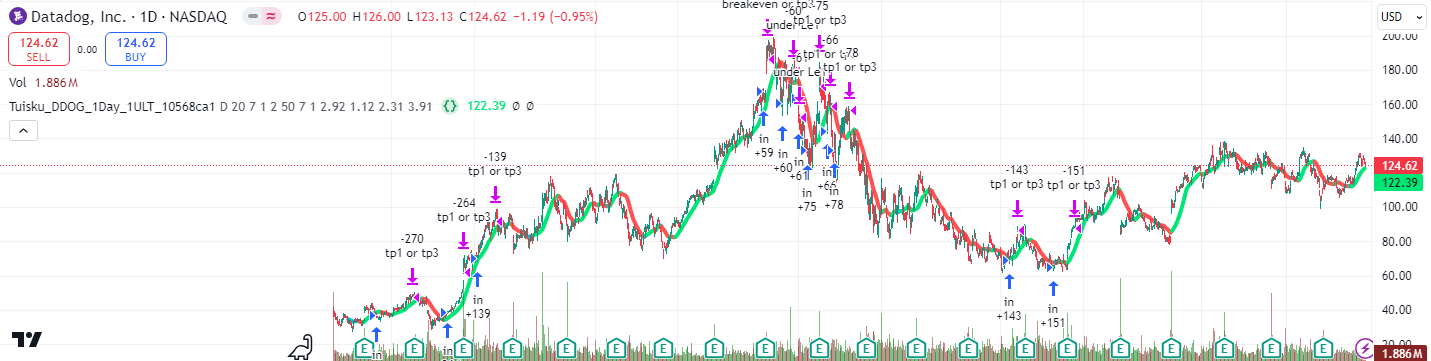 Datadog, Inc. · 1D · NASDAQ
O125.00 H126.00 L123.13 C124.62 −1.19 (−0.95%)
124.62
SELL
0.00
124.62
BUY
Vol 1.886M
Tuisku_DDOG_1Day_1ULT_10568ca1 D 20 7 1 2 50 7 1 2.92 1.12 2.31 3.91 {} 122.39 Ø Ø
USD
200.00
180.00
160.00
140.00
124.62
122.39
100.00
80.00
60.00
40.00
1.886M
breakeven or tp3
-75
-60
tp1 or tp3
under Le
-66
tp1 or
-78
tp1 or tp3
under Le
in
+59
in
+60
in
+61
in
+75
in
+66
in
+78
-139
tp1 or tp3
-264
tp1 or tp3
-270
tp1 or tp3
in
+139
in
in
-143
tp1 or tp3
-151
tp1 or tp3
in
+143
in
+151
E E E E E E E E E E E E E E E E E E E E